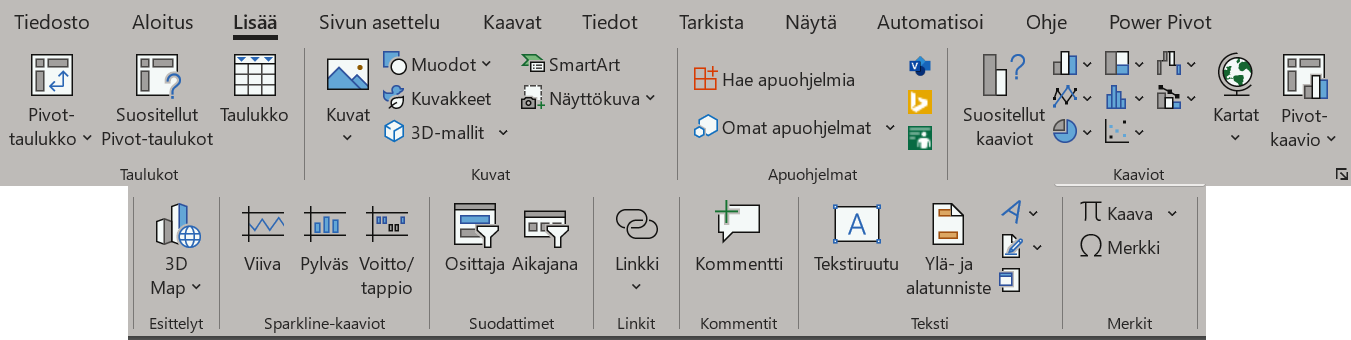 Tiedosto Aloitus Lisää Sivun asettelu Kaavat Tiedot Tarkista Näytä Automatisoi Ohje Power Pivot
Pivot-
taulukko
Suositellut
Pivot-taulukot
Taulukko
Taulukot
Kuvat
Muodot
Kuvakkeet
3D-mallit
SmartArt
Näyttökuva
Kuvat
Hae apuohjelmia
Omat apuohjelmat
Apuohjelmat
Suositellut
kaaviot
Kartat
Pivot-
kaavio
Kaaviot
3D
Map
Esittelyt
Viiva
Pylväs
Voitto/
tappio
Sparkline-kaaviot
Osittaja
Aikajana
Suodattimet
Linkki
Linkit
Kommentti
Kommentit
Tekstiruutu
Ylä- ja
alatunniste
Teksti
Kaava
Merkki
Merkit